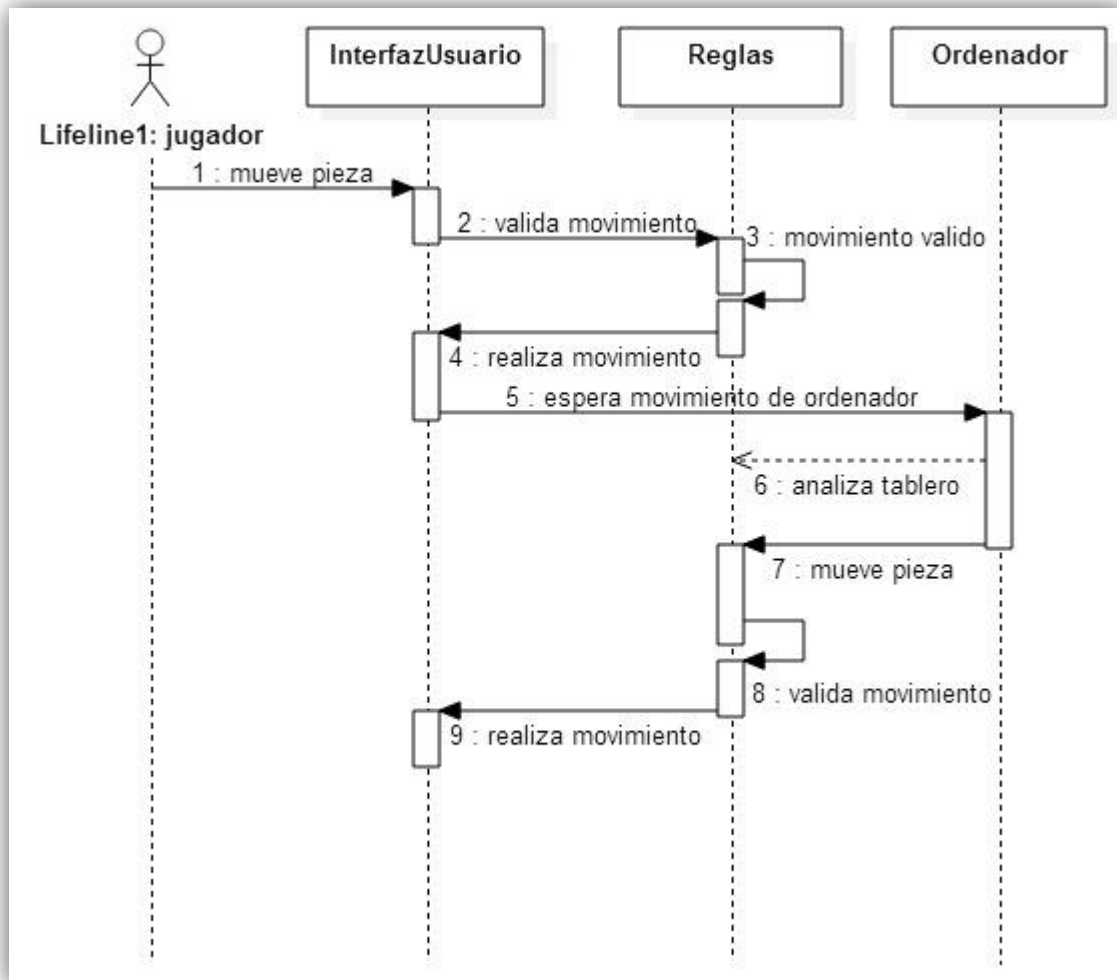 InterfazUsuario
Reglas
Ordenador
Lifeline1: jugador
1 : mueve pieza
2 : valida movimiento
3 : movimiento valido
4 : realiza movimiento
5 : espera movimiento de ordenador
6 : analiza tablero
7 : mueve pieza
8 : valida movimiento
9 : realiza movimiento